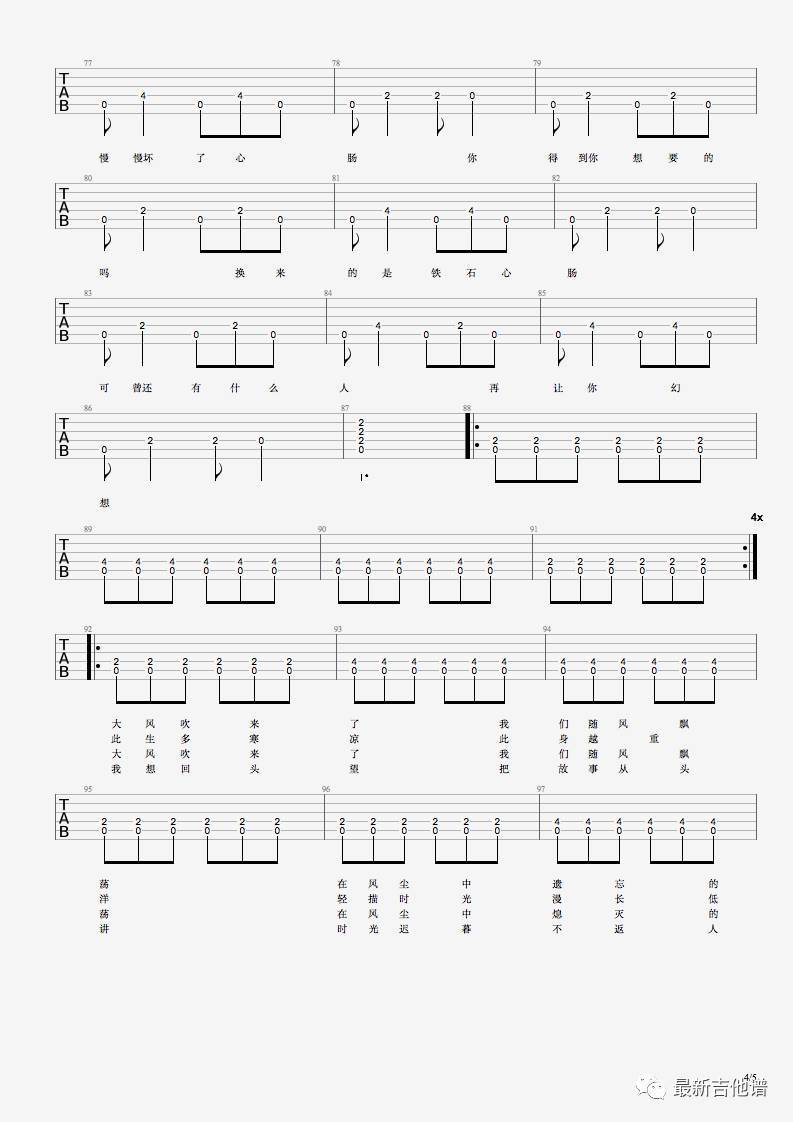 77 78 79
T
A
B
0 4 0 4 0 0 2 2 0 0 2 0 2 0
慢 慢坏 了 心 肠 你 得 到你 想 要 的
80 81 82
T
A
B
0 2 0 2 0 0 4 0 4 0 0 2 2 0
吗 换 来 的 是 铁 石 心 肠
83 84 85
T
A
B
0 2 0 2 0 0 4 0 2 0 0 4 0 4 0
可 曾还 有 什 么 人 再 让 你 幻
86 87 88
T
A
B
0 2 2 0 2 2 2 2 2 2 2
2
2
0 0 0 0 0 0 0
想
4x
89 90 91
T
A
B
4 4 4 4 4 4 4 4 4 4 4 4 2 2 2 2 2 2
0 0 0 0 0 0 0 0 0 0 0 0 0 0 0 0 0 0
92 93 94
T
A
B
2 2 2 2 2 2 4 4 4 4 4 4 4 4 4 4 4 4
0 0 0 0 0 0 0 0 0 0 0 0 0 0 0 0 0 0
大 风 吹 来 了 我 们 随 风 飘
此 生 多 寒 凉 此 身 越 重
大 风 吹 来 了 我 们 随 风 飘
我 想 回 头 望 把 故 事 从 头
95 96 97
T
A
B
2 2 2 2 2 2 2 2 2 2 2 2 4 4 4 4 4 4
0 0 0 0 0 0 0 0 0 0 0 0 0 0 0 0 0 0
荡 在 风 尘 中 遗 忘 的
洋 轻 描 时 光 漫 长 低
荡 在 风 尘 中 熄 灭 的
讲 时 光 迟 暮 不 返 人
4/5
最新吉他谱